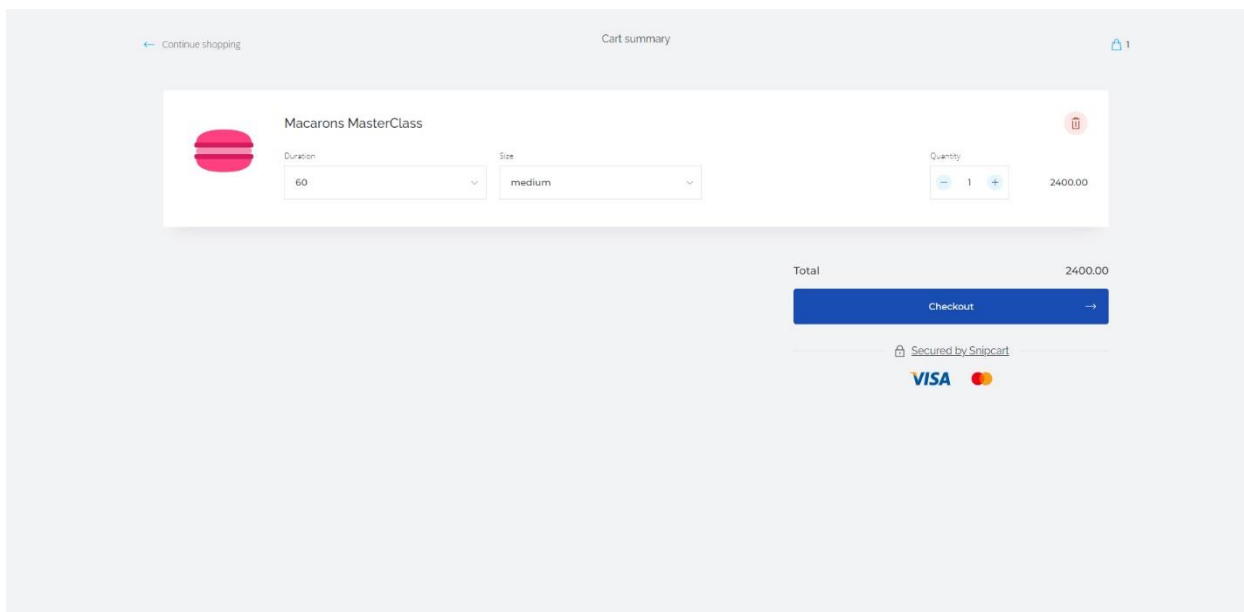 Continue shopping
Cart summary
1
Macarons MasterClass
Duration
Size
Quantity
60
medium
1
2400.00
Total
2400.00
Checkout
Secured by Snipcart
VISA